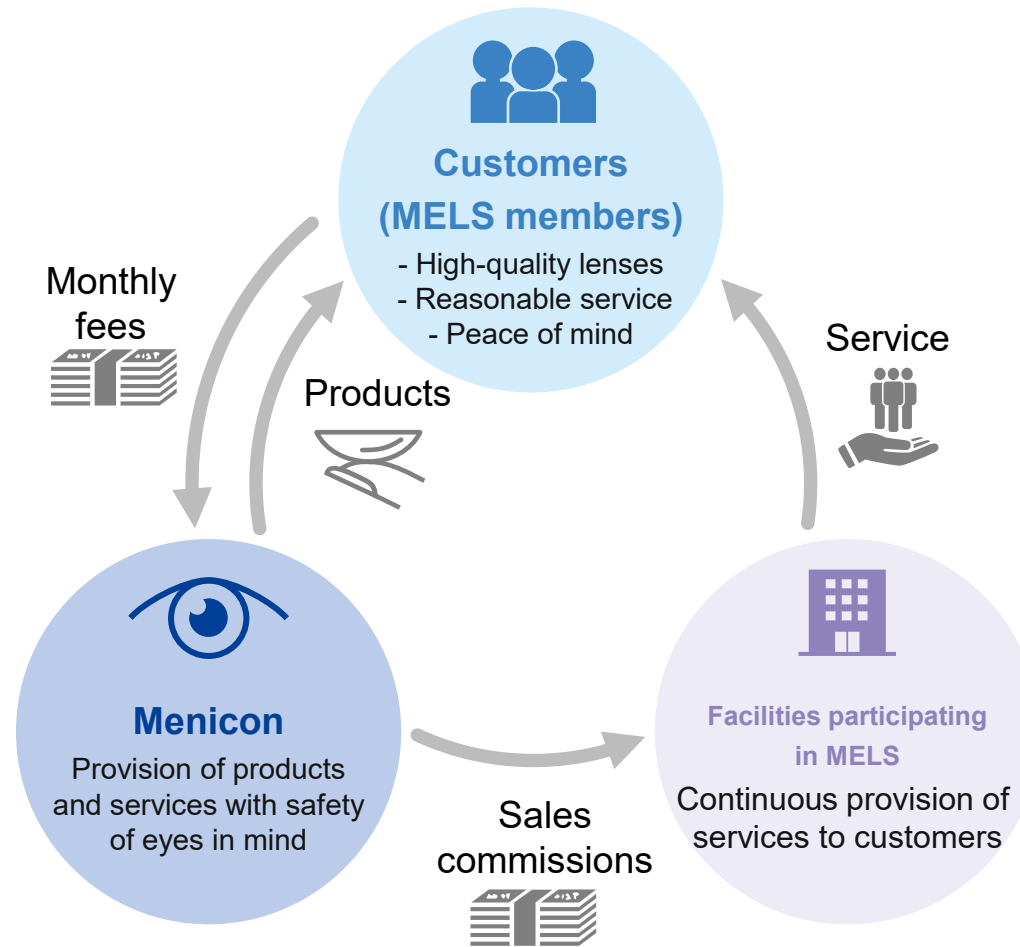 Customers
(MELS members)
- High-quality lenses
- Reasonable service
- Peace of mind
Monthly
fees
Products
Service
Menicon
Provision of products
and services with safety
of eyes in mind
Facilities participating
in MELS
Continuous provision of
services to customers
Sales
commissions